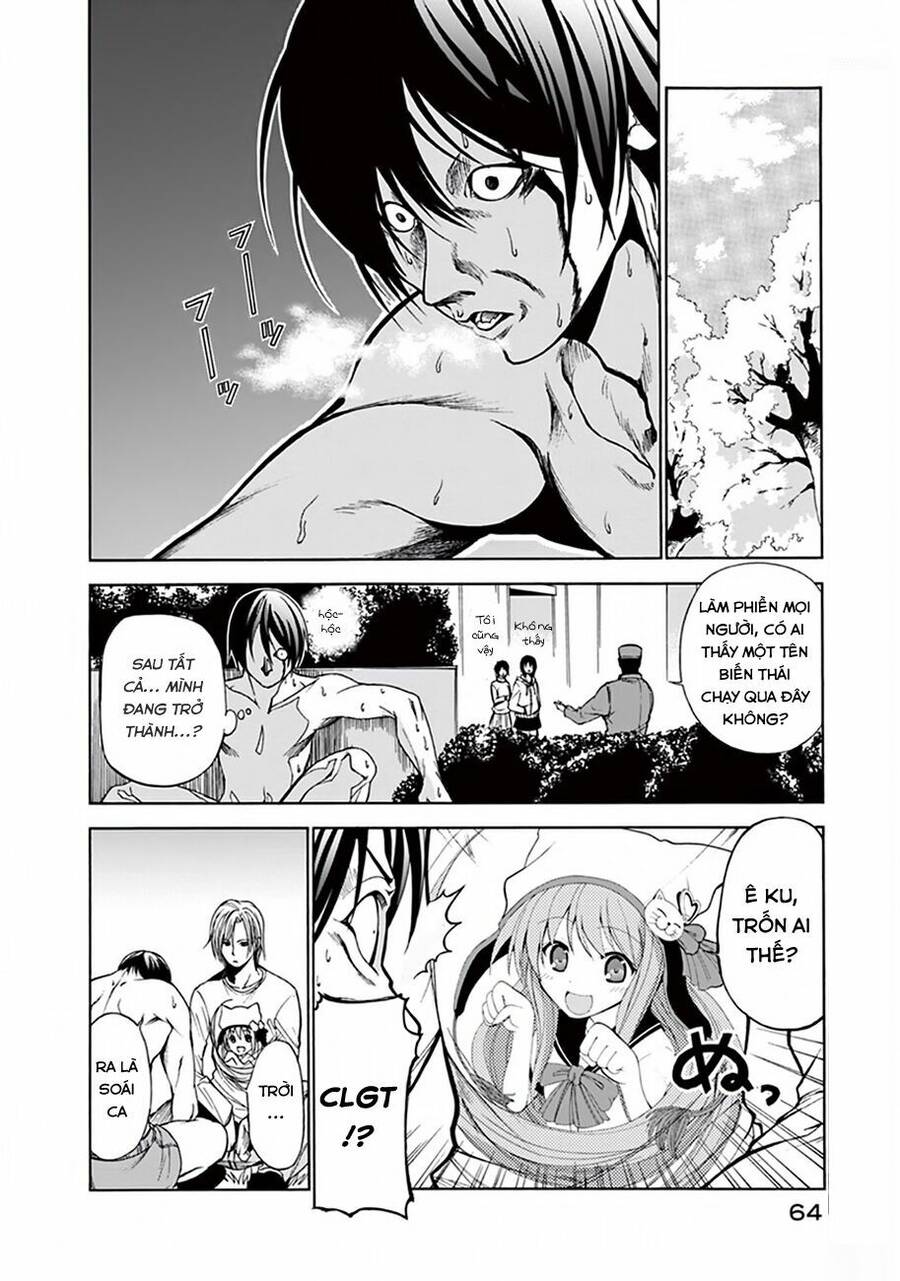 フーーッ
フーーッ
LÀM PHIỀN MỌI
NGƯỜI, CÓ AI
THẤY MỘT TÊN
BIẾN THÁI
CHẠY QUA ĐÂY
KHÔNG?
Không
thấy
Tôi
cũng
vậy
hộc-
hộc
SAU TẤT
CẢ... MÌNH
ĐANG TRỞ
THÀNH...?
Ê KU,
TRỐN AI
THẾ?
ぬっ
CLGT
!?
TRỜI
...
RA LÀ
SOÁI
CA
64